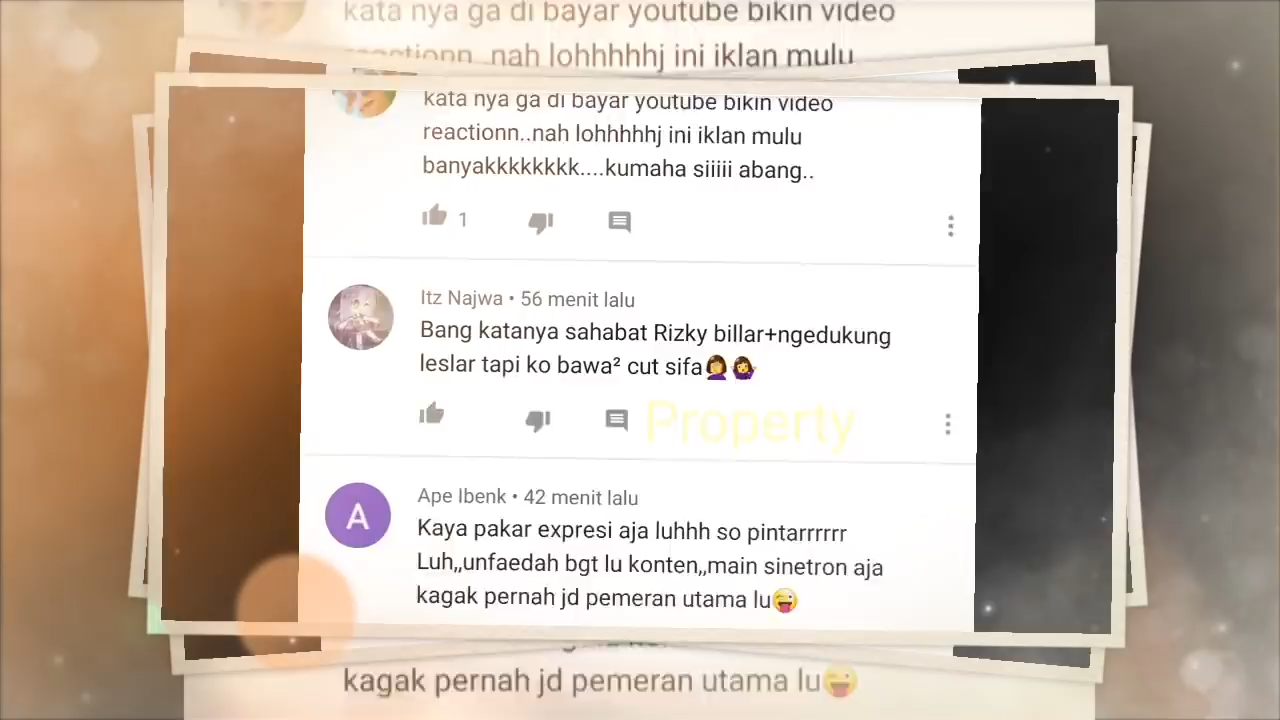 kata nya ga di bayar youtube bikin video
reactionn..nah lohhhhhj ini iklan mulu
kata nya ga di bayar youtube bikin video
reactionn..nah lohhhhhj ini iklan mulu
banyakkkkkkkk....kumaha siiiii abang..
1
Itz Najwa • 56 menit lalu
Bang katanya sahabat Rizky billar+ngedukung
leslar tapi ko bawa² cut sifa🤦‍♀️🤷‍♀️
Property
A
Ape Ibenk • 42 menit lalu
Kaya pakar expresi aja luhhh so pintarrrrrr
Luh,,unfaedah bgt lu konten,,main sinetron aja
kagak pernah jd pemeran utama lu😜
kagak pernah jd pemeran utama lu😜